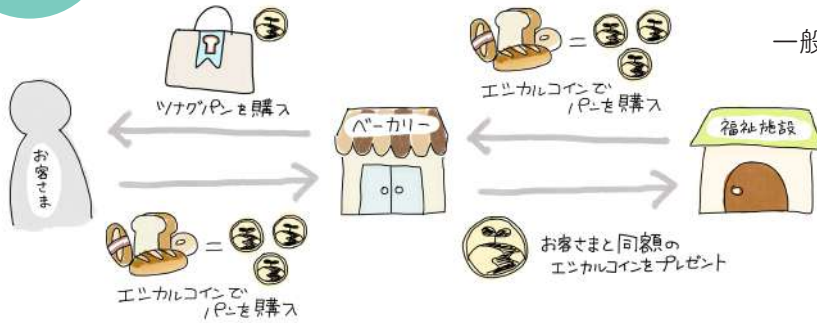 一般
ツナグパンを購入
エシカルコインで
パンを購入
お客さま
ベーカリー
福祉施設
エシカルコインで
パンを購入
お客さまと同額の
エシカルコインをプレゼント